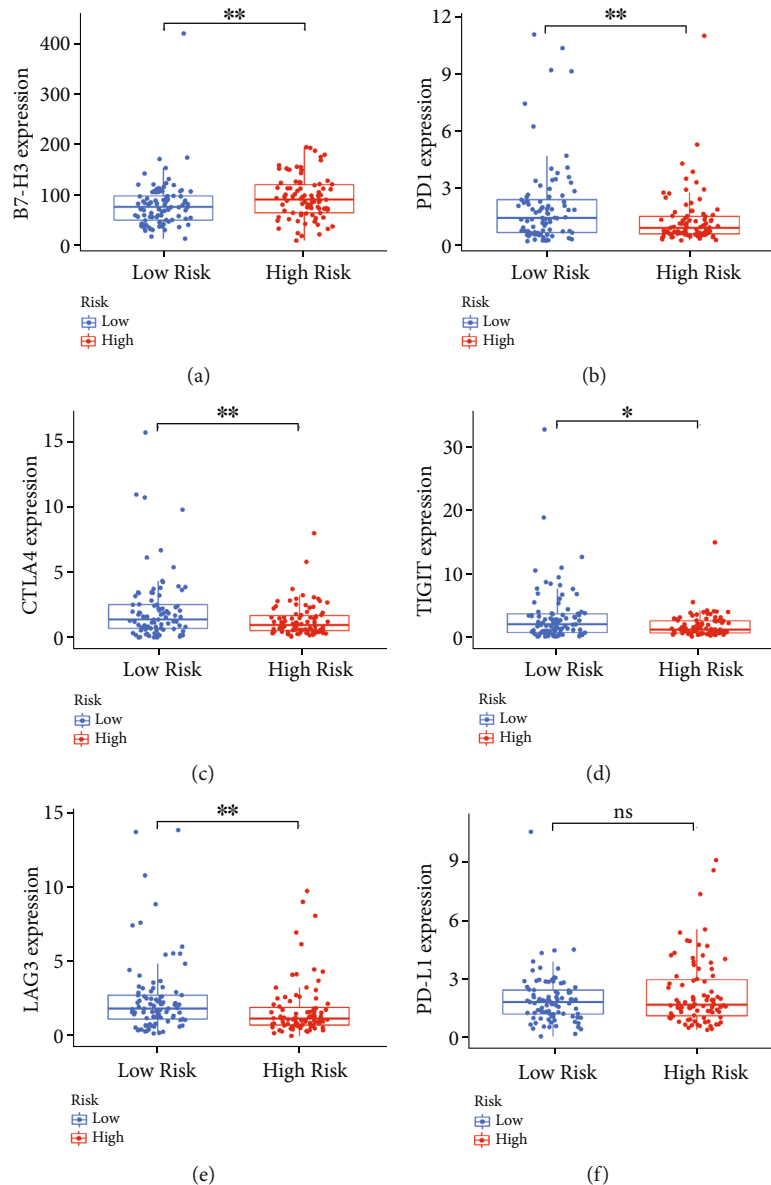 **
400
300
200
100
0
B7-H3 expression
Low Risk
High Risk
Risk
Low
High
(a)
**
12
9
6
3
0
PD1 expression
Low Risk
High Risk
Risk
Low
High
(b)
**
15
10
5
0
CTLA4 expression
Low Risk
High Risk
Risk
Low
High
(c)
*
30
20
10
0
TIGIT expression
Low Risk
High Risk
Risk
Low
High
(d)
**
15
10
5
0
LAG3 expression
Low Risk
High Risk
Risk
Low
High
(e)
ns
9
6
3
0
PD-L1 expression
Low Risk
High Risk
Risk
Low
High
(f)